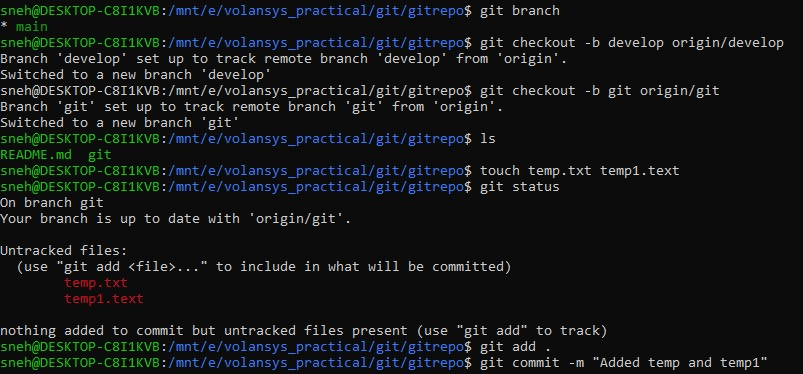 sneh@DESKTOP-C8I1KVB:/mnt/e/volansys_practical/git/gitrepo$ git branch
* main
sneh@DESKTOP-C8I1KVB:/mnt/e/volansys_practical/git/gitrepo$ git checkout -b develop origin/develop
Branch 'develop' set up to track remote branch 'develop' from 'origin'.
Switched to a new branch 'develop'
sneh@DESKTOP-C8I1KVB:/mnt/e/volansys_practical/git/gitrepo$ git checkout -b git origin/git
Branch 'git' set up to track remote branch 'git' from 'origin'.
Switched to a new branch 'git'
sneh@DESKTOP-C8I1KVB:/mnt/e/volansys_practical/git/gitrepo$ ls
README.md  git
sneh@DESKTOP-C8I1KVB:/mnt/e/volansys_practical/git/gitrepo$ touch temp.txt temp1.text
sneh@DESKTOP-C8I1KVB:/mnt/e/volansys_practical/git/gitrepo$ git status
On branch git
Your branch is up to date with 'origin/git'.
Untracked files:
  (use "git add <file>..." to include in what will be committed)
        temp.txt
        temp1.text
nothing added to commit but untracked files present (use "git add" to track)
sneh@DESKTOP-C8I1KVB:/mnt/e/volansys_practical/git/gitrepo$ git add .
sneh@DESKTOP-C8I1KVB:/mnt/e/volansys_practical/git/gitrepo$ git commit -m "Added temp and temp1"